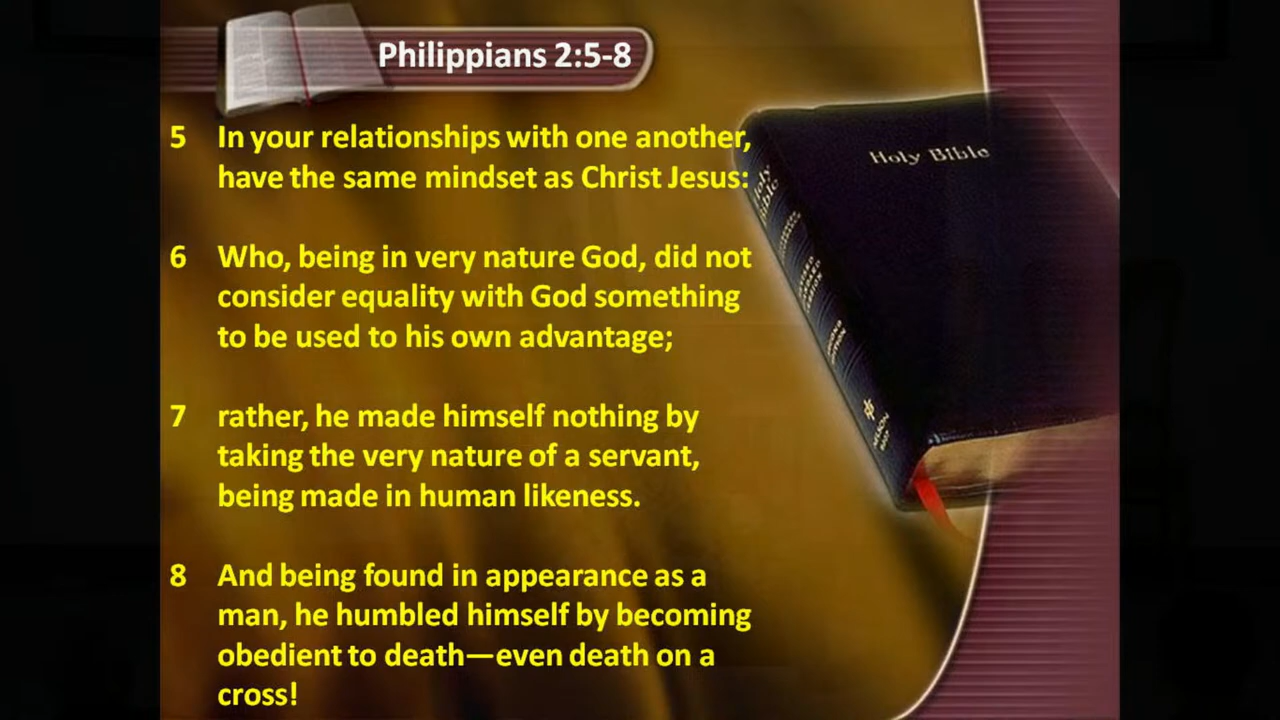 Philippians 2:5-8
5 In your relationships with one another,
have the same mindset as Christ Jesus:
6 Who, being in very nature God, did not
consider equality with God something
to be used to his own advantage;
7 rather, he made himself nothing by
taking the very nature of a servant,
being made in human likeness.
8 And being found in appearance as a
man, he humbled himself by becoming
obedient to death—even death on a
cross!
Holy Bible
Holy
Bible